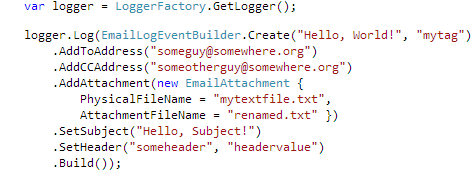 var logger = LoggerFactory.GetLogger();
logger.Log(EmailLogEventBuilder.Create("Hello, World!", "mytag")
.AddToAddress("someguy@somewhere.org")
.AddCCAddress("someotherguy@somewhere.org")
.AddAttachment(new EmailAttachment {
PhysicalFileName = "mytextfile.txt",
AttachmentFileName = "renamed.txt" })
.SetSubject("Hello, Subject!")
.SetHeader("someheader", "headervalue")
.Build());